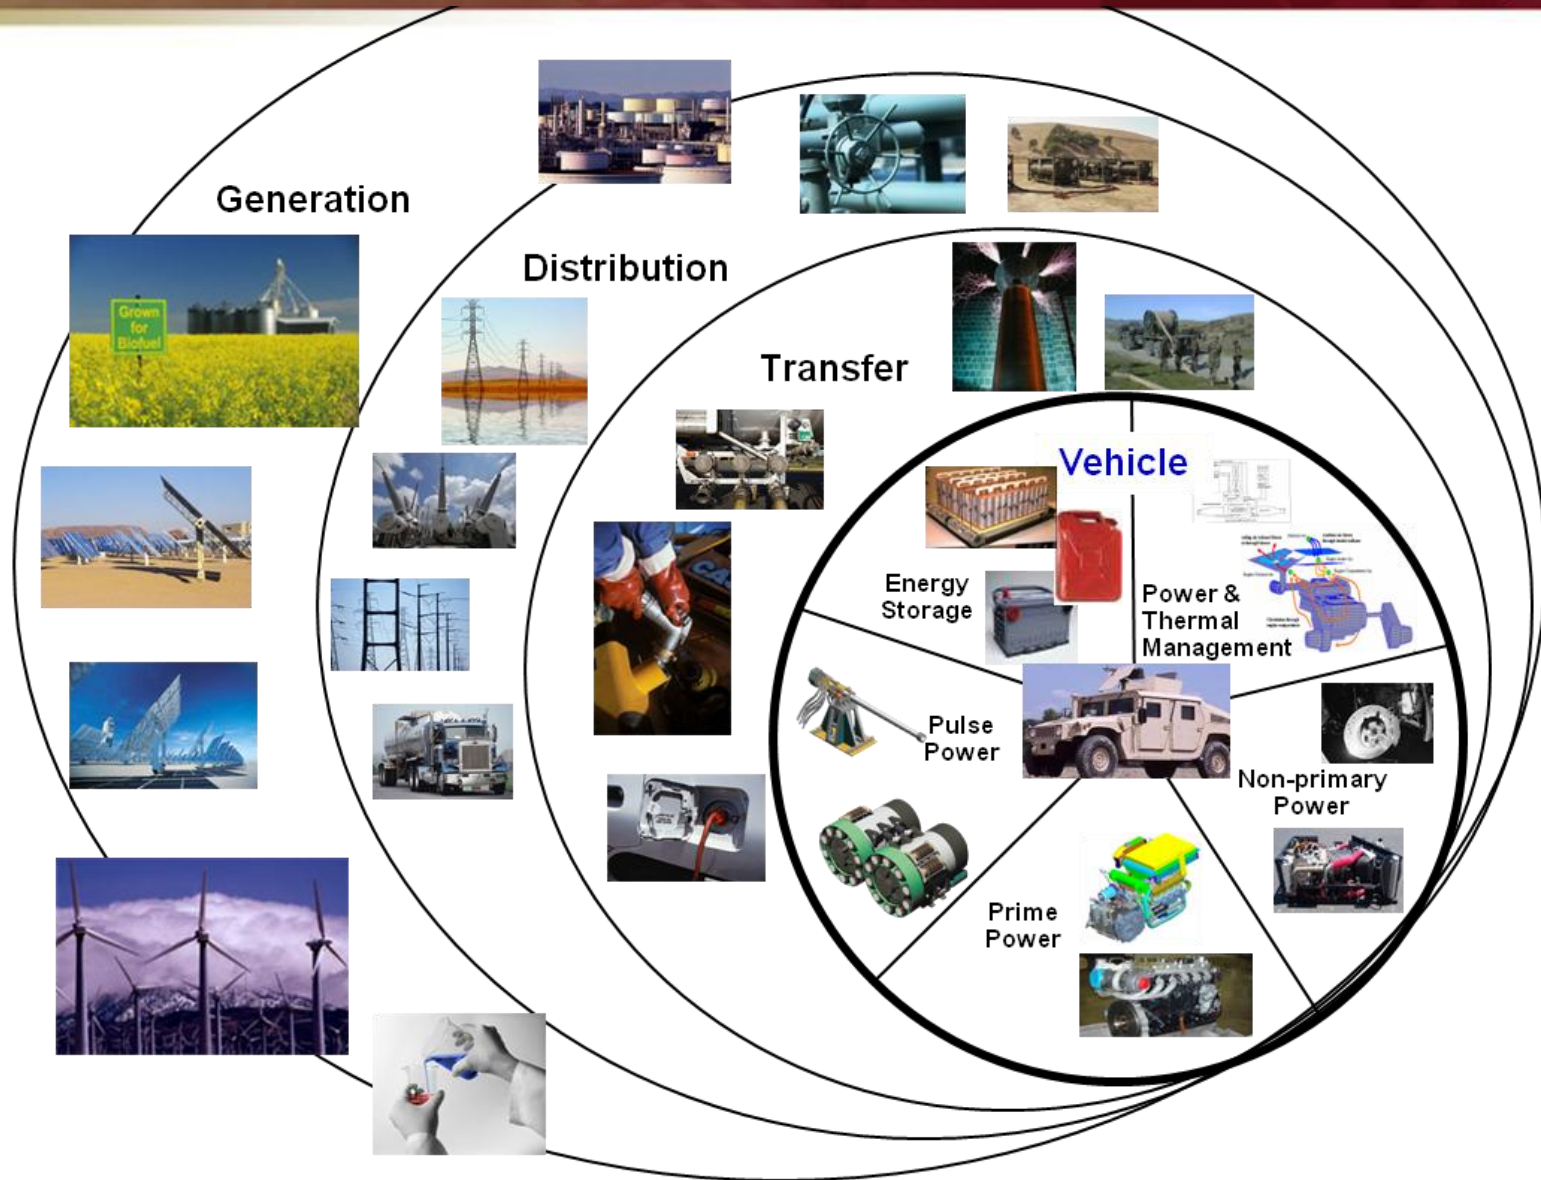 Generation
Grown
for
Biofuel
Distribution
Transfer
Vehicle
Energy
Storage
Power &
Thermal
Management
Pulse
Power
Non-primary
Power
Prime
Power